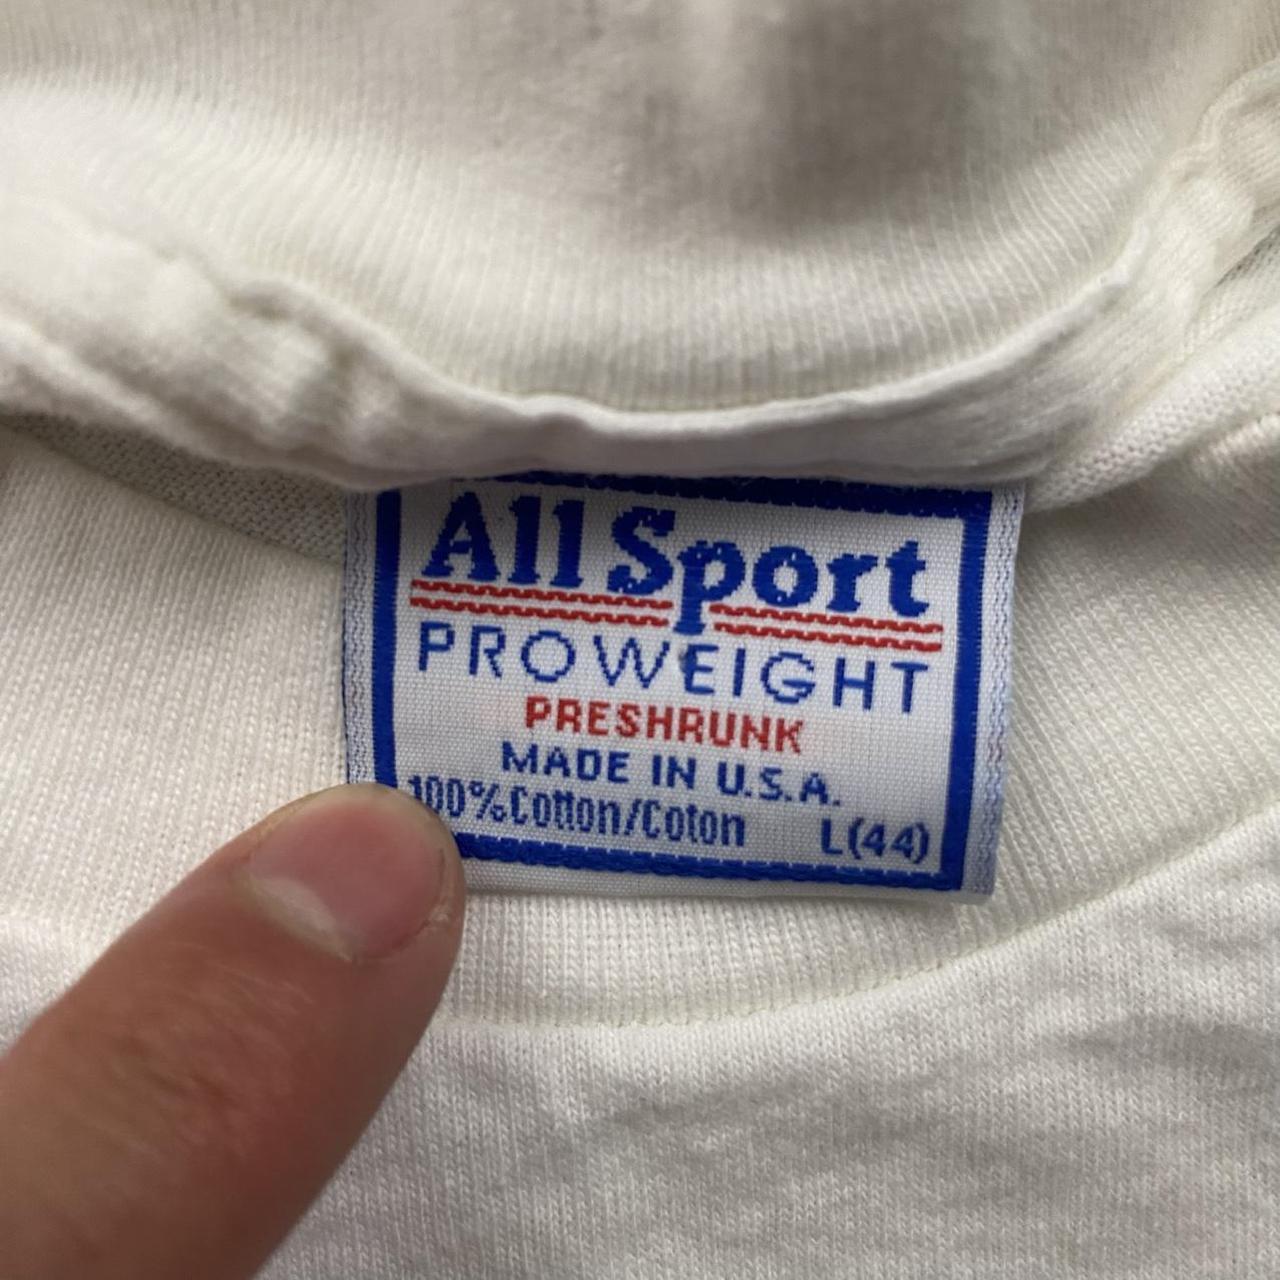 All Sport
PROWEIGHT
PRESHRUNK
MADE IN U.S.A.
100% Cotton/Coton L(44)